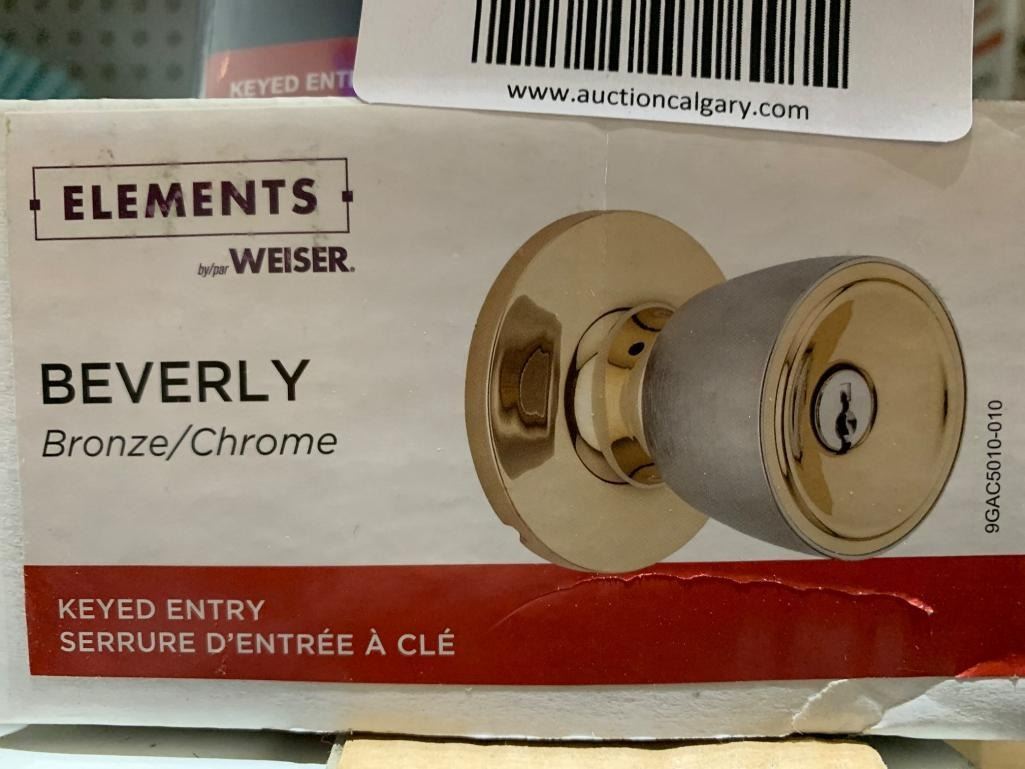 KEYED ENT
www.auctioncalgary.com
ELEMENTS
by/par WEISER®
BEVERLY
Bronze/Chrome
9GAC5010-010
KEYED ENTRY
SERRURE D'ENTRÉE À CLÉ